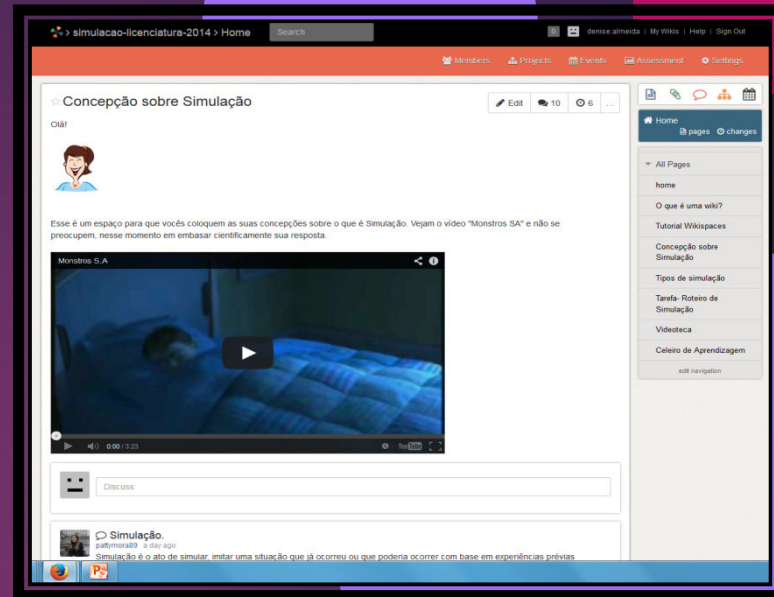 simulacao-licenciatura-2014 > Home
Search
0 denise.almeida | My Wikis | Help | Sign Out
Members Projects Events Assessment Settings
Concepção sobre Simulação
Edit 10 6 ...
Olá!
Esse é um espaço para que vocês coloquem as suas concepções sobre o que é Simulação. Vejam o vídeo "Monstros SA" e não se
preocupem, nesse momento em embasar cientificamente sua resposta.
Monstros S.A
0:00 / 3:23
YouTube
Discuss
Simulação.
pattymora89 a day ago
Simulação é o ato de simular, imitar uma situação que já ocorreu ou que poderia ocorrer com base em experiências prévias
Home
pages changes
All Pages
home
O que é uma wiki?
Tutorial Wikispaces
Concepção sobre
Simulação
Tipos de simulação
Tarefa- Roteiro de
Simulação
Videoteca
Celeiro de Aprendizagem
edit navigation